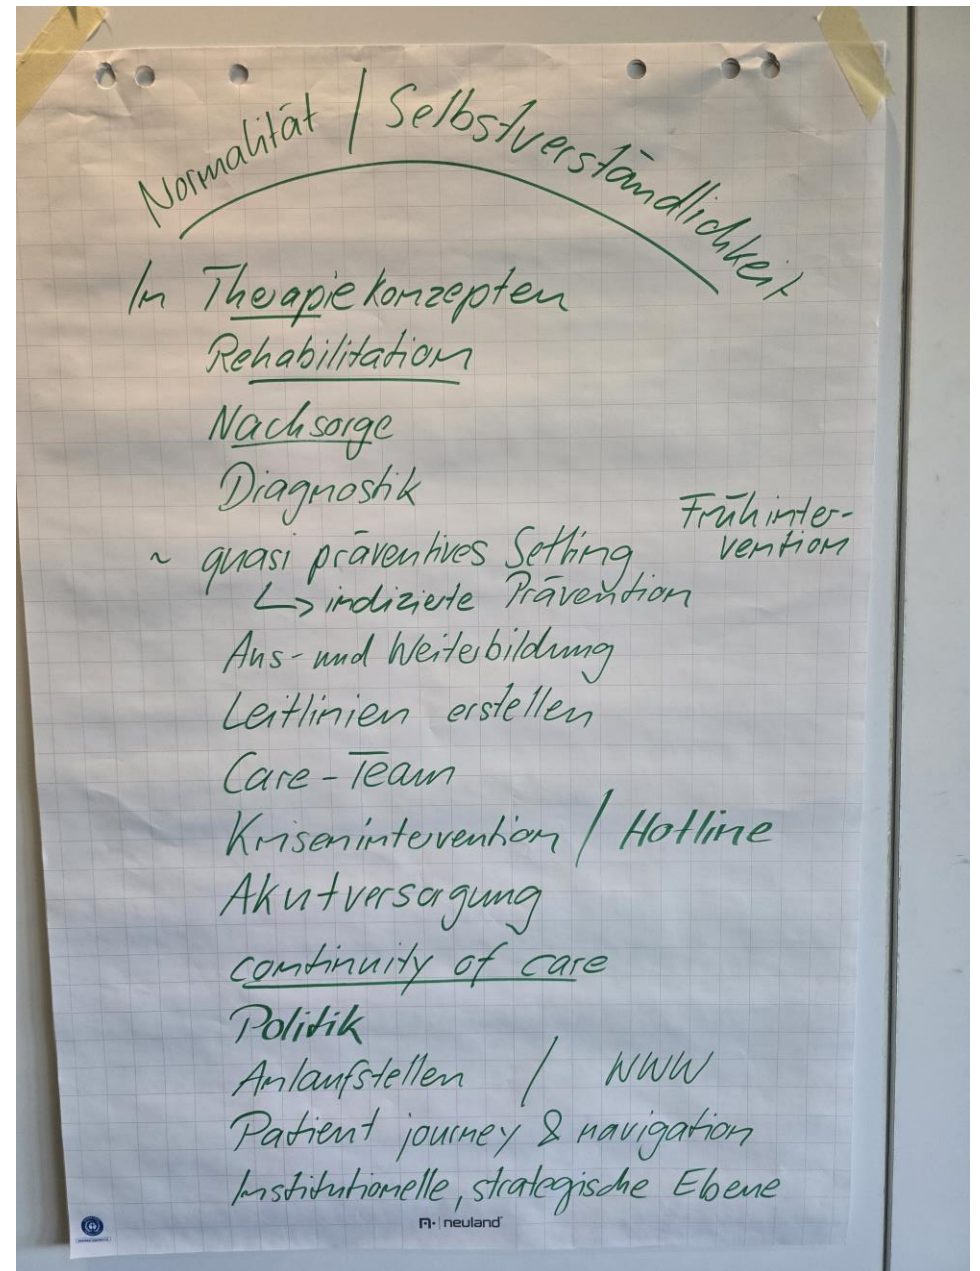 Normalität / Selbstverständlichkeit
In Therapiekonzepten
Rehabilitation
Nachsorge
Diagnostik
Frühinter-
vention
~ quasi präventives Setting
↳ indizierte Prävention
Aus- und Weiterbildung
Leitlinien erstellen
Care-Team
Krisenintervention / Hotline
Akutversorgung
continuity of care
Politik
Anlaufstellen / WWW
Patient journey & navigation
Institutionelle, strategische Ebene
neuland